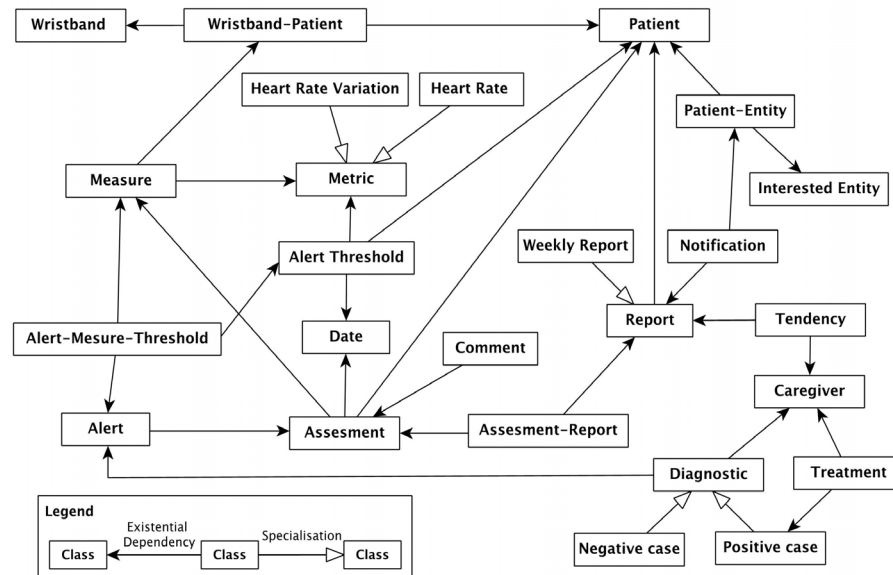 Wristband
Wristband-Patient
Patient
Heart Rate Variation
Heart Rate
Patient-Entity
Measure
Metric
Interested Entity
Alert Threshold
Weekly Report
Notification
Alert-Mesure-Threshold
Date
Comment
Report
Tendency
Caregiver
Alert
Assesment
Assesment-Report
Diagnostic
Treatment
Negative case
Positive case
Legend
Existential
Dependency
Specialisation
Class
Class
Class